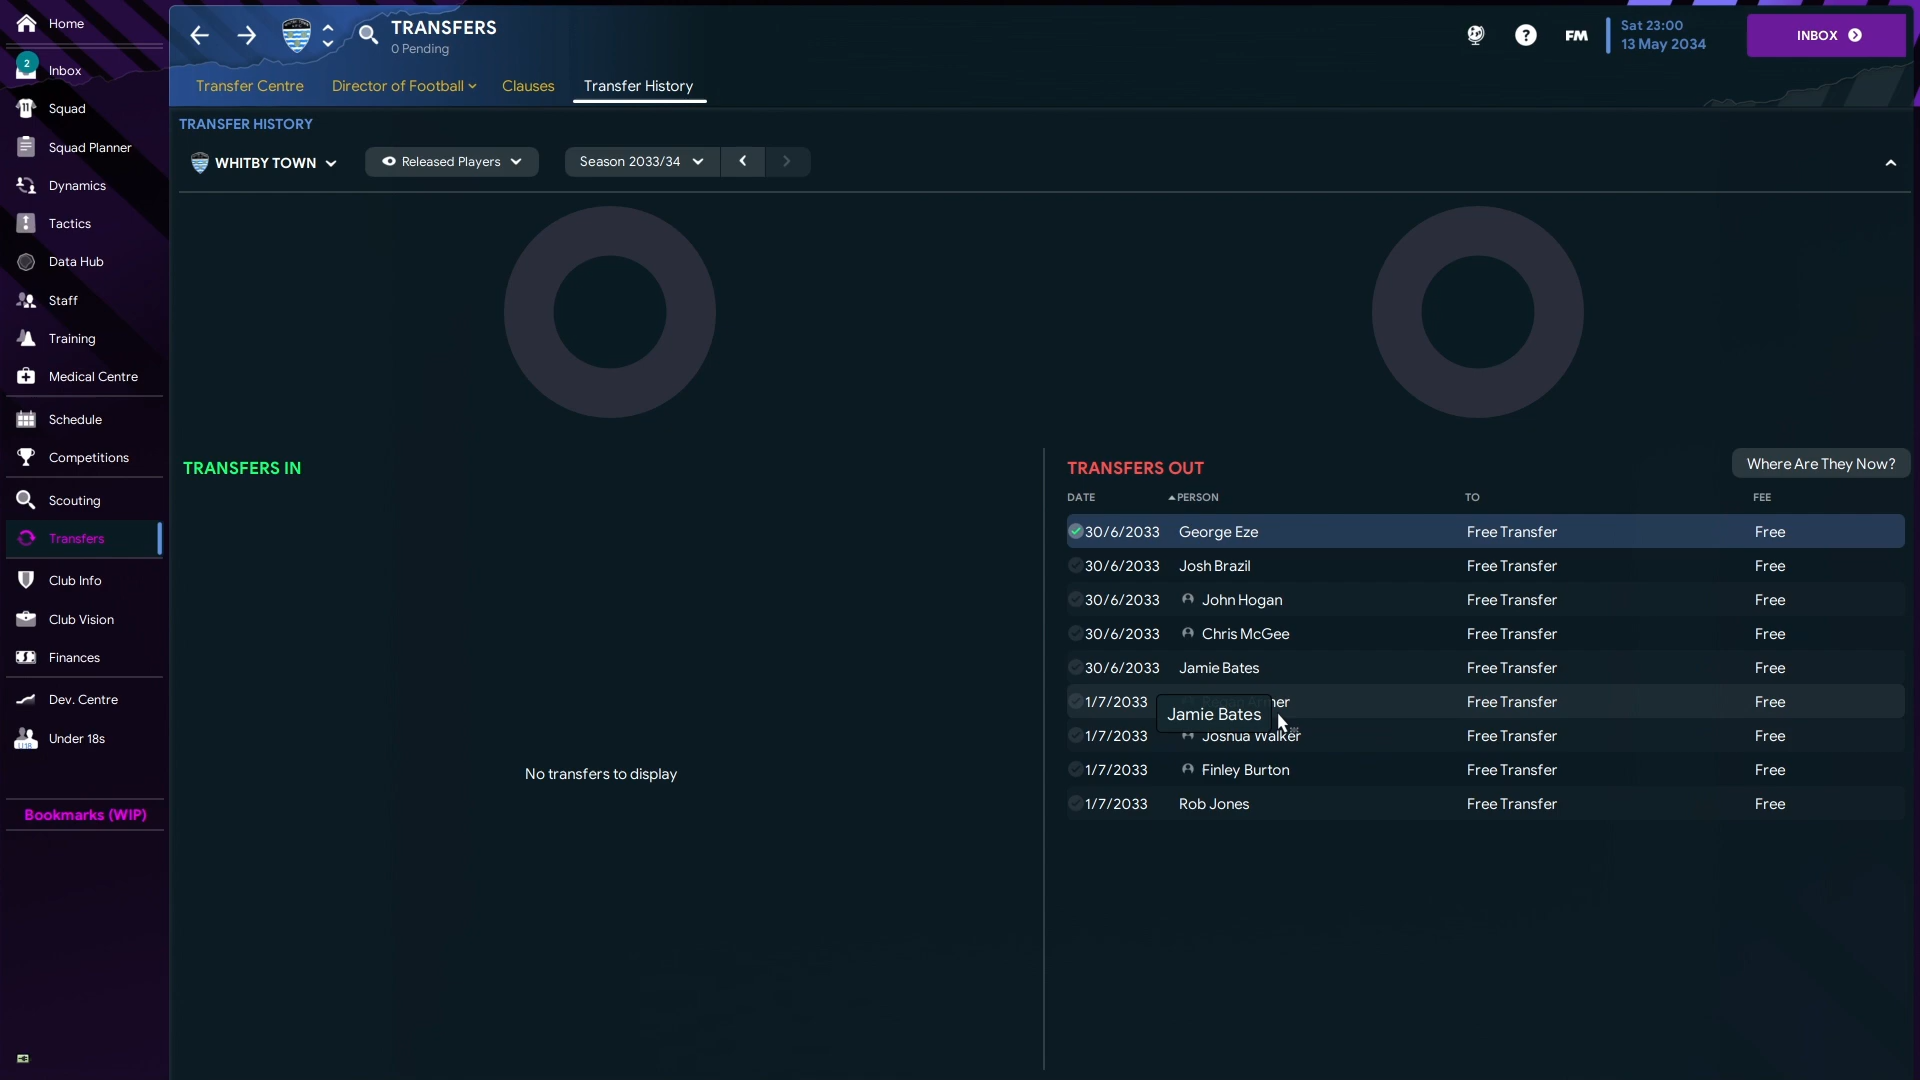 Home
2
Inbox
Squad
Squad Planner
Dynamics
Tactics
Data Hub
Staff
Training
Medical Centre
Schedule
Competitions
Scouting
Transfers
Club Info
Club Vision
Finances
Dev. Centre
Under 18s
Bookmarks (WIP)
TRANSFERS
0 Pending
FM
Sat 23:00
13 May 2034
INBOX
Transfer Centre
Director of Football
Clauses
Transfer History
TRANSFER HISTORY
WHITBY TOWN
Released Players
Season 2033/34
TRANSFERS IN
No transfers to display
TRANSFERS OUT
Where Are They Now?
DATE PERSON TO FEE
30/6/2033 George Eze Free Transfer Free
30/6/2033 Josh Brazil Free Transfer Free
30/6/2033 John Hogan Free Transfer Free
30/6/2033 Chris McGee Free Transfer Free
30/6/2033 Jamie Bates Free Transfer Free
1/7/2033 Free Transfer Free
Jamie Bates
1/7/2033 Joshua Walker Free Transfer Free
1/7/2033 Finley Burton Free Transfer Free
1/7/2033 Rob Jones Free Transfer Free